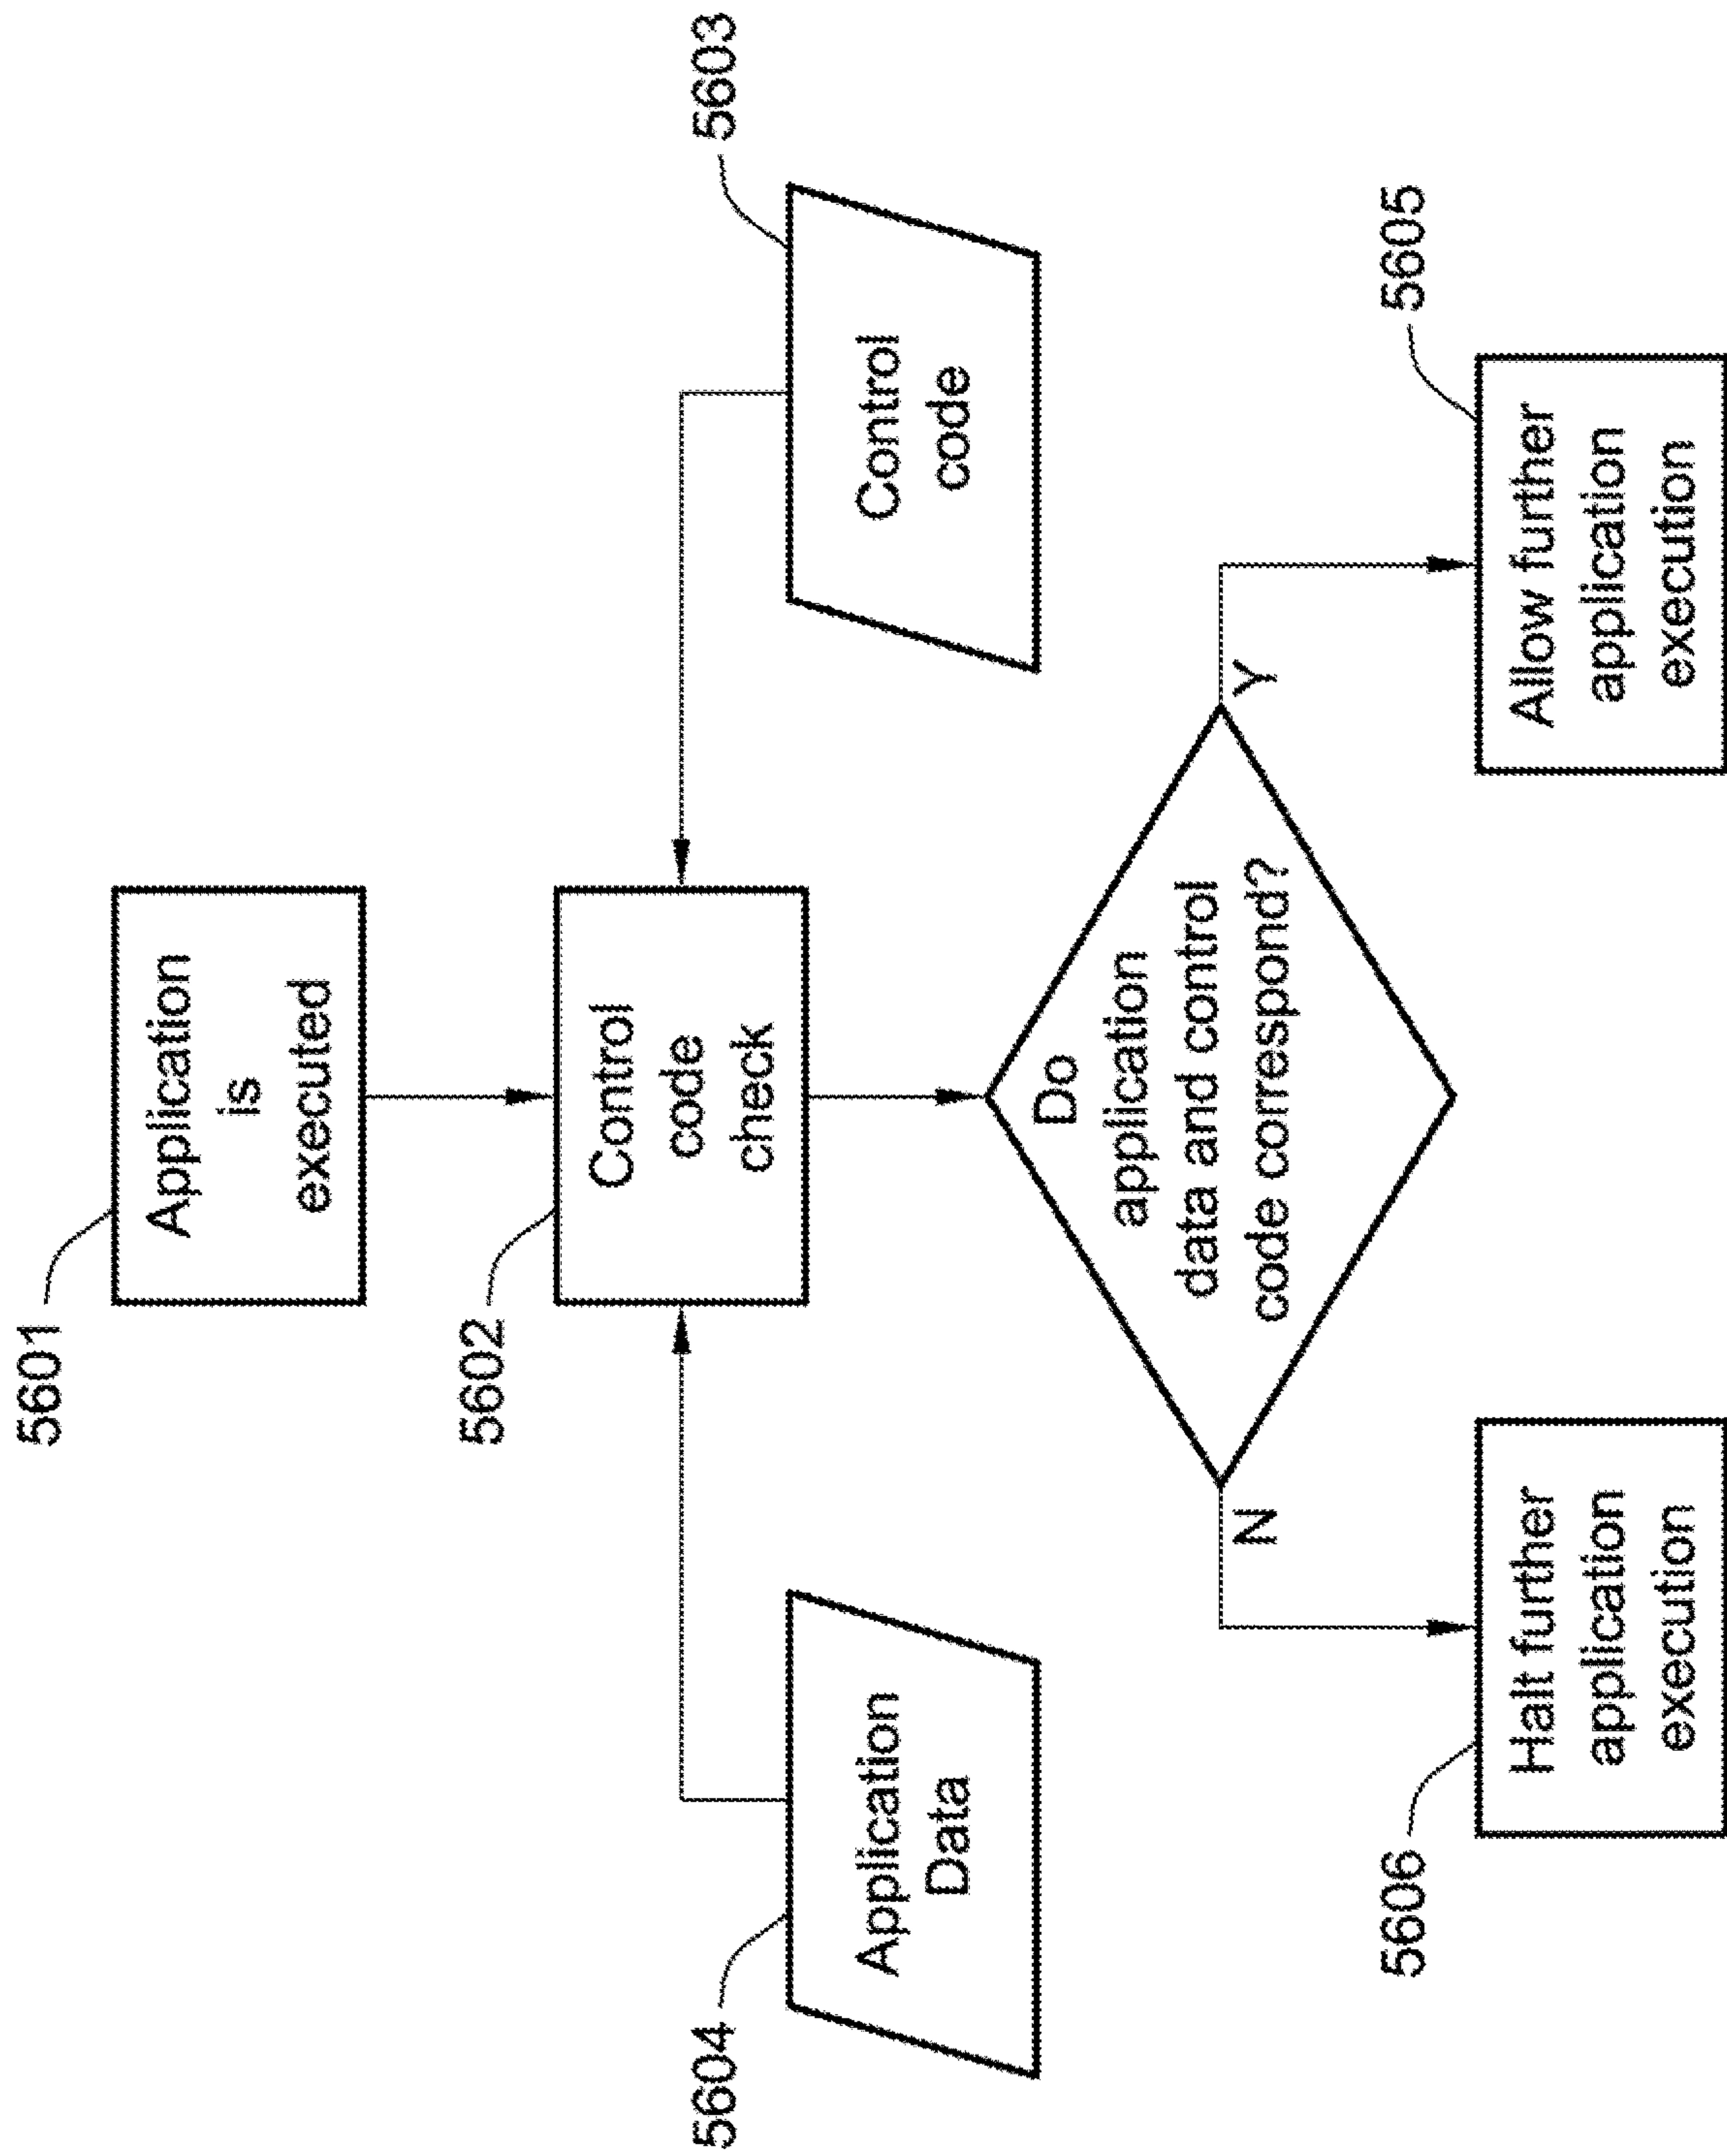 5601
Application
is
executed
5602
Control
code
check
5604
Application
Data
5603
Control
code
Do
application
data and control
code correspond?
N
Y
5606
Halt further
application
execution
5605
Allow further
application
execution